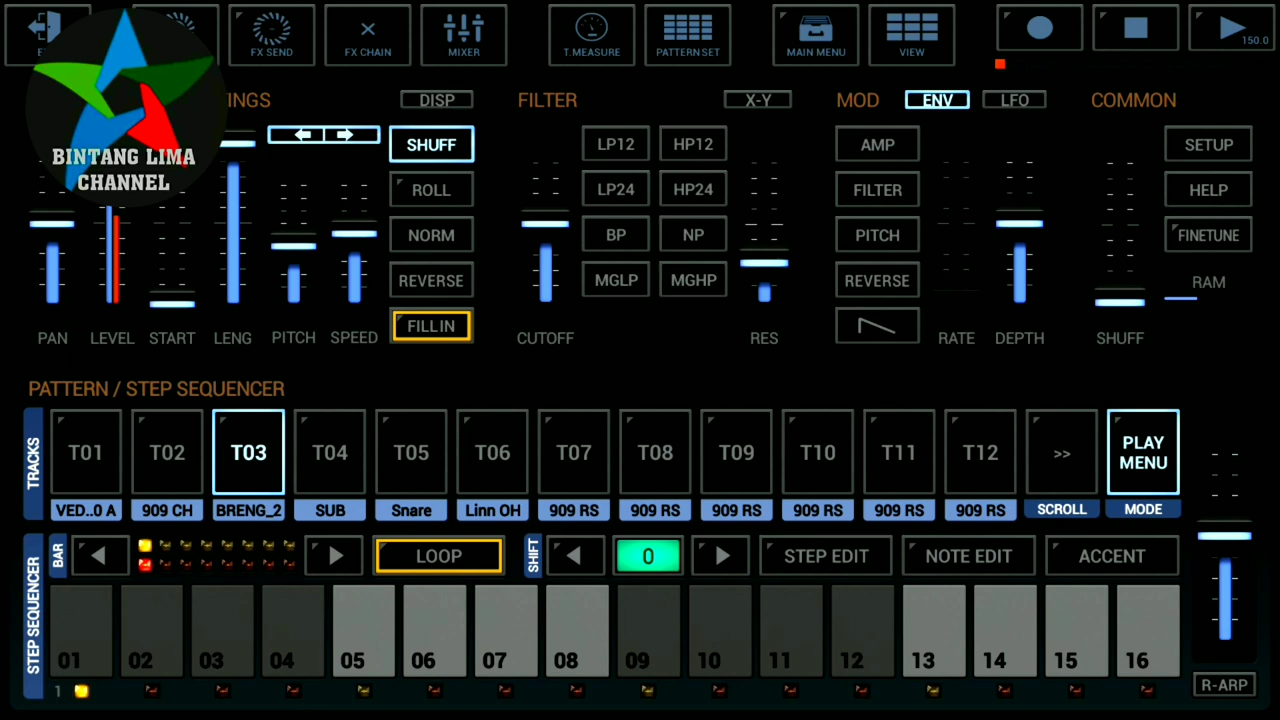 FX SEND
FX CHAIN
MIXER
T.MEASURE
PATTERN SET
MAIN MENU
VIEW
150.0
BINTANG LIMA
CHANNEL
DISP
FILTER
X-Y
MOD
ENV
LFO
COMMON
SHUFF
LP12
HP12
AMP
SETUP
ROLL
LP24
HP24
FILTER
HELP
NORM
BP
NP
PITCH
FINETUNE
REVERSE
MGLP
MGHP
REVERSE
RAM
FILL IN
PAN
LEVEL
START
LENG
PITCH
SPEED
CUTOFF
RES
RATE
DEPTH
SHUFF
PATTERN / STEP SEQUENCER
TRACKS
T01
T02
T03
T04
T05
T06
T07
T08
T09
T10
T11
T12
>>
PLAY
MENU
VED..0 A
909 CH
BRENG_2
SUB
Snare
Linn OH
909 RS
909 RS
909 RS
909 RS
909 RS
909 RS
SCROLL
MODE
STEP SEQUENCER
BAR
LOOP
SHIFT
0
STEP EDIT
NOTE EDIT
ACCENT
01
02
03
04
05
06
07
08
09
10
11
12
13
14
15
16
1
R-ARP